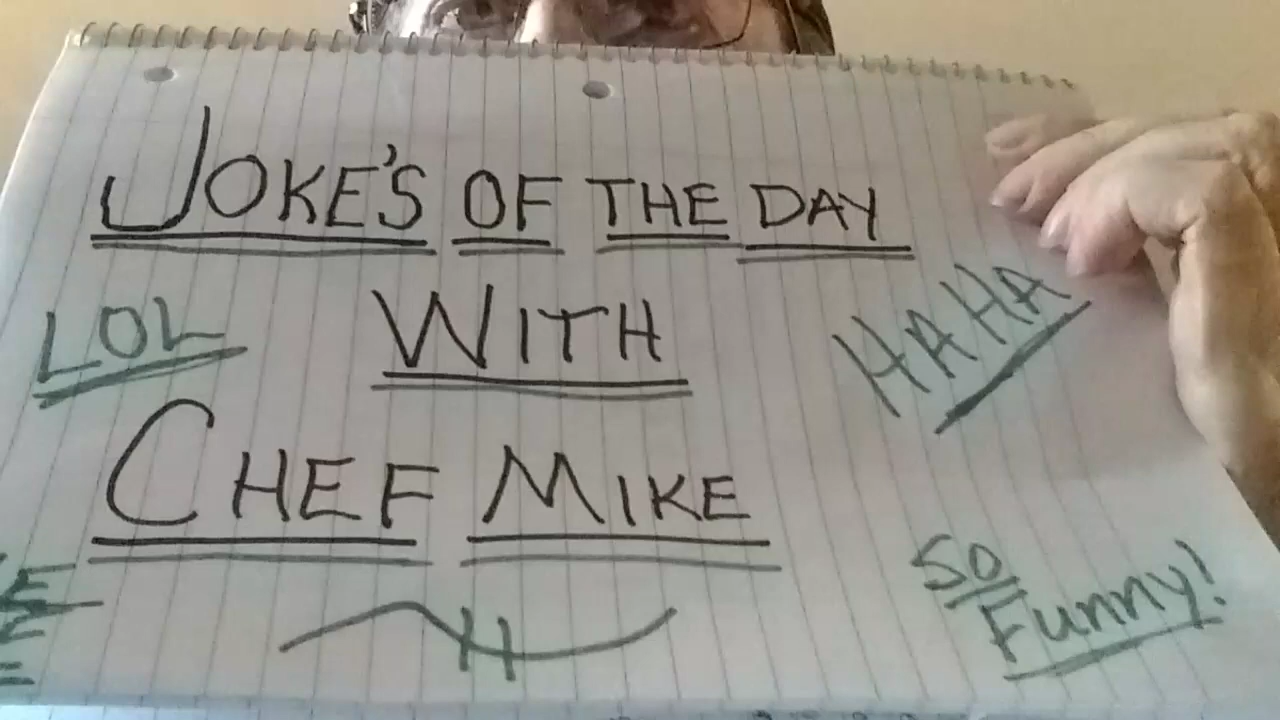 JOKE'S OF THE DAY
LOL
WITH
HAHA
CHEF MIKE
SO
Funny!